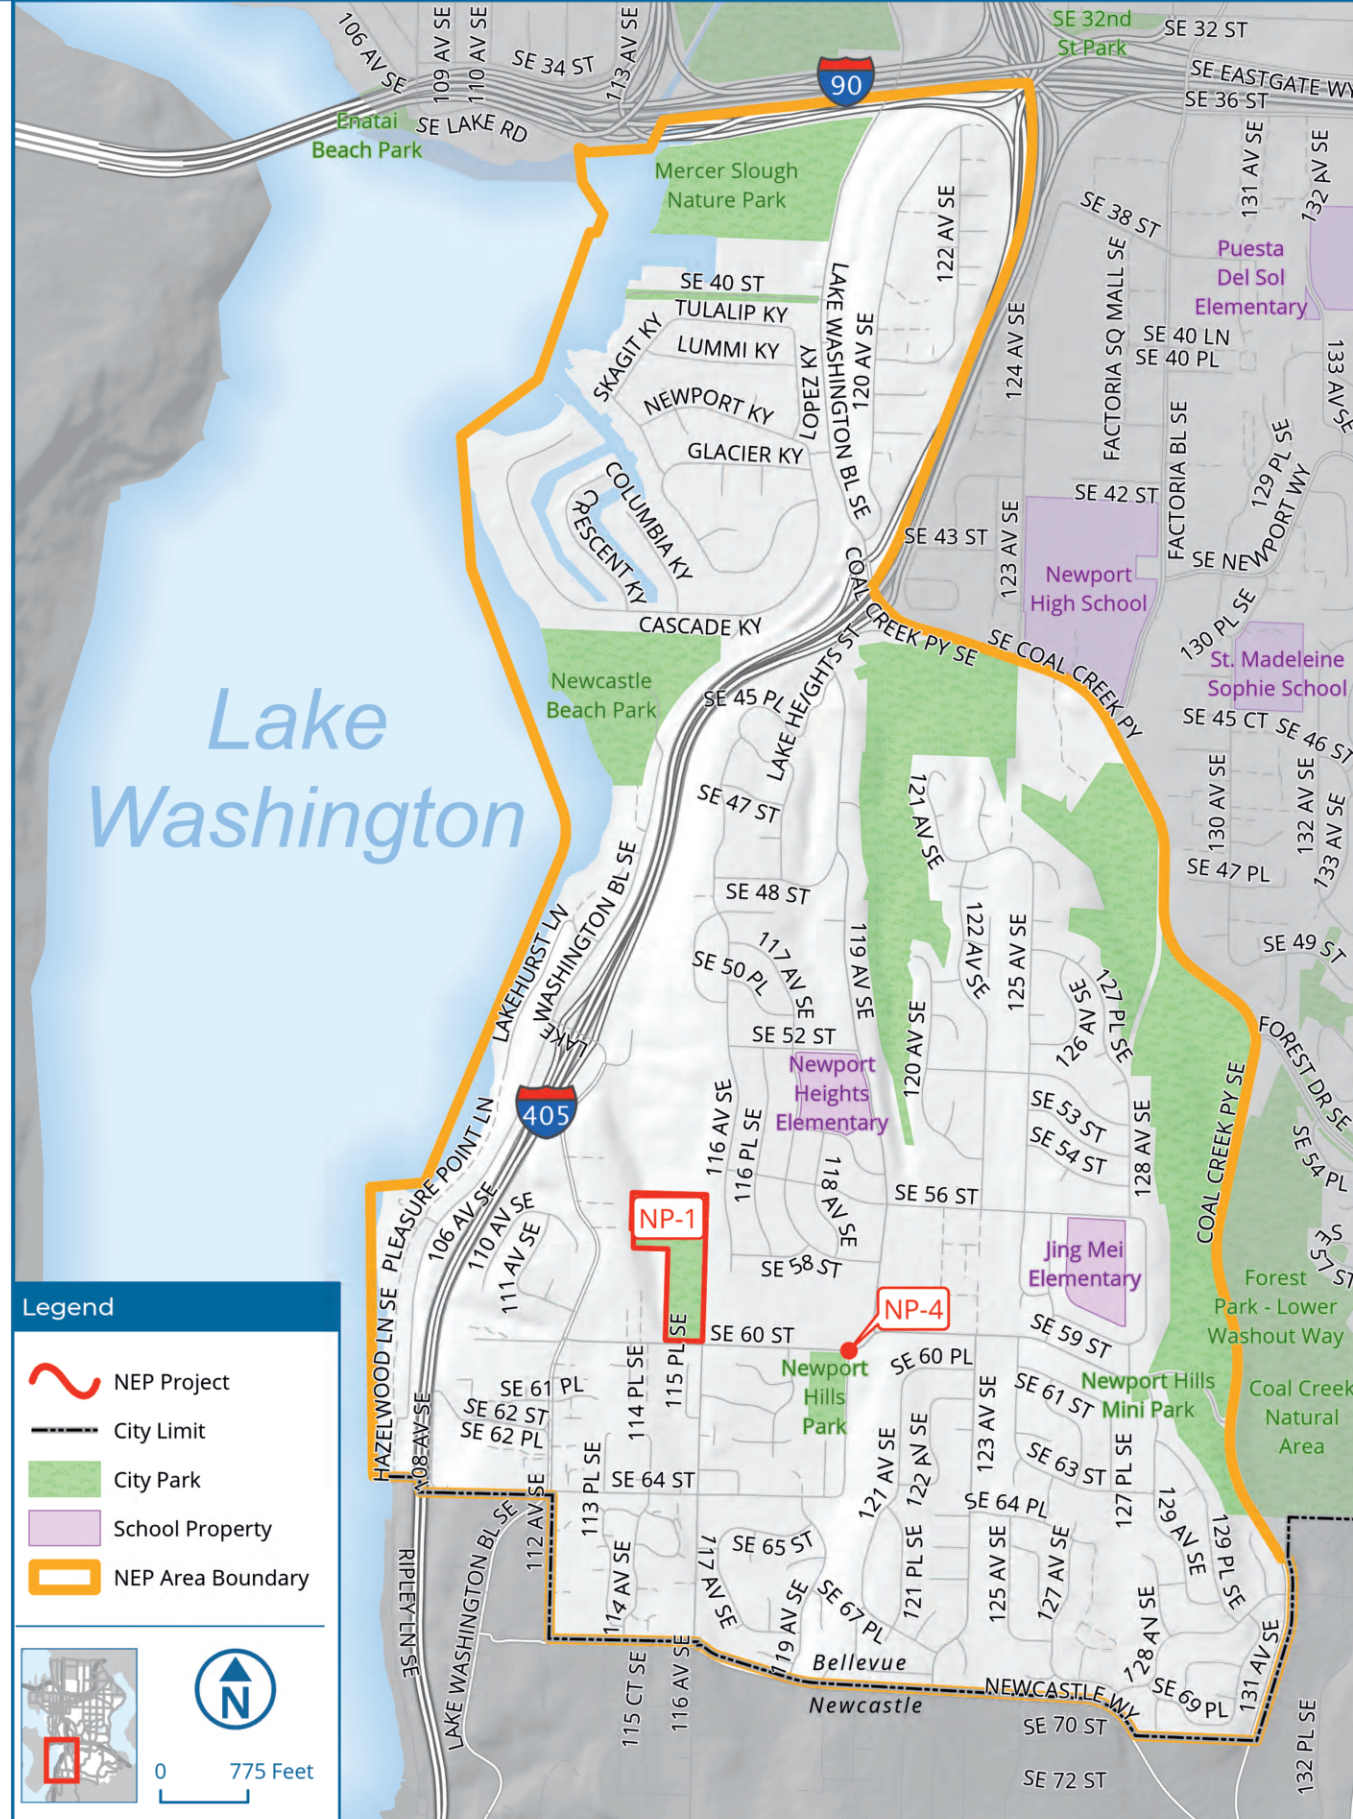 106 AV SE
109 AV SE
110 AV SE
SE 34 ST
113 AV SE
SE 32nd
St Park
SE 32 ST
90
SE EASTGATE WY
SE 36 ST
Enatai
Beach Park
SE LAKE RD
Mercer Slough
Nature Park
122 AV SE
131 AV SE
132 AV SE
SE 38 ST
Puesta
Del Sol
Elementary
FACTORIA SQ MALL SE
SE 40 ST
TULALIP KY
LUMMI KY
SKAGIT KY
LOPEZ KY
LAKE WASHINGTON BL SE
120 AV SE
124 AV SE
SE 40 LN
SE 40 PL
133 AV SE
NEWPORT KY
GLACIER KY
FACTORIA BL SE
129 PL SE
COLUMBIA KY
CRESCENT KY
SE 42 ST
SE 43 ST
123 AV SE
SE NEWPORT WY
Newport
High School
COAL CREEK PY SE
CASCADE KY
SE COAL CREEK PY
130 PL SE
St. Madeleine
Sophie School
Newcastle
Beach Park
SE 45 PL
LAKE HEIGHTS ST
SE 45 CT
SE 46 ST
Lake
Washington
SE 47 ST
121 AV SE
130 AV SE
132 AV SE
133 AV SE
SE 47 PL
LAKE WASHINGTON BL SE
LAKEHURST LN
SE 48 ST
119 AV SE
122 AV SE
125 AV SE
SE 49 ST
117 AV SE
SE 50 PL
127 PL SE
126 AV SE
LAKE
SE 52 ST
120 AV SE
FOREST DR SE
Newport
Heights
Elementary
405
PLEASURE POINT LN
116 AV SE
116 PL SE
SE 53 ST
SE 54 ST
128 AV SE
COAL CREEK PY SE
SE 54 PL
106 AV SE
110 AV SE
111 AV SE
118 AV SE
SE 56 ST
NP-1
SE 58 ST
Jing Mei
Elementary
SE 57 ST
Forest
Park - Lower
Washout Way
NP-4
HAZELWOOD LN SE
115 PL SE
SE 60 ST
SE 59 ST
114 PL SE
Newport
Hills
Park
SE 60 PL
SE 61 PL
SE 61 ST
Newport Hills
Mini Park
Coal Creek
Natural
Area
108 AV SE
SE 62 ST
SE 62 PL
123 AV SE
122 AV SE
121 AV SE
SE 63 ST
127 PL SE
113 PL SE
SE 64 ST
SE 64 PL
112 AV SE
129 AV SE
129 PL SE
114 AV SE
117 AV SE
SE 65 ST
121 PL SE
125 AV SE
127 AV SE
119 AV SE
SE 67 PL
128 AV SE
RIPLEY LN SE
LAKE WASHINGTON BL SE
115 CT SE
116 AV SE
Bellevue
Newcastle
NEWCASTLE WY
SE 69 PL
131 AV SE
SE 70 ST
SE 72 ST
132 PL SE
Legend
NEP Project
City Limit
City Park
School Property
NEP Area Boundary
N
0 775 Feet